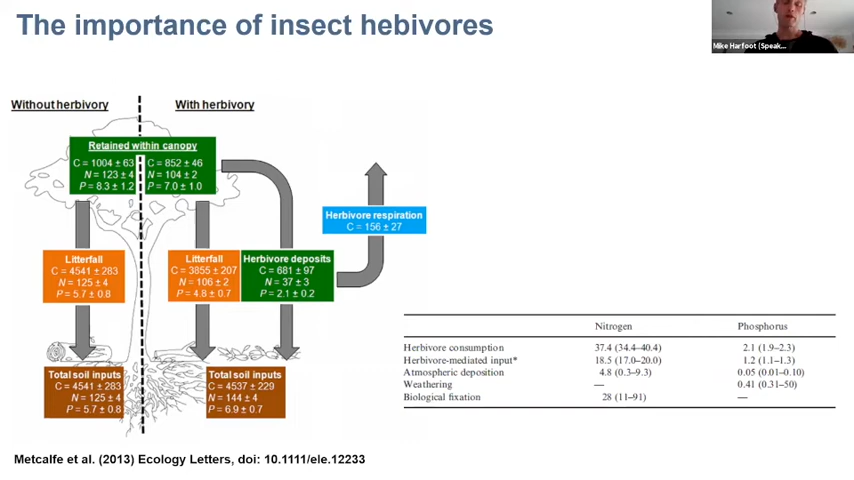 The importance of insect hebivores
Mike Harfoot (Speak...
Without herbivory
With herbivory
Retained within canopy
C = 1004 ± 63
N = 123 ± 4
P = 8.3 ± 1.2
C = 852 ± 46
N = 104 ± 2
P = 7.0 ± 1.0
Herbivore respiration
C = 156 ± 27
Litterfall
C = 4541 ± 283
N = 125 ± 4
P = 5.7 ± 0.8
Litterfall
C = 3855 ± 207
N = 106 ± 2
P = 4.8 ± 0.7
Herbivore deposits
C = 681 ± 97
N = 37 ± 3
P = 2.1 ± 0.2
Total soil inputs
C = 4541 ± 283
N = 125 ± 4
P = 5.7 ± 0.8
Total soil inputs
C = 4537 ± 229
N = 144 ± 4
P = 6.9 ± 0.7
Nitrogen Phosphorus
Herbivore consumption 37.4 (34.4–40.4) 2.1 (1.9–2.3)
Herbivore-mediated input* 18.5 (17.0–20.0) 1.2 (1.1–1.3)
Atmospheric deposition 4.8 (0.3–9.3) 0.05 (0.01–0.10)
Weathering — 0.41 (0.31–50)
Biological fixation 28 (11–91) —
Metcalfe et al. (2013) Ecology Letters, doi: 10.1111/ele.12233